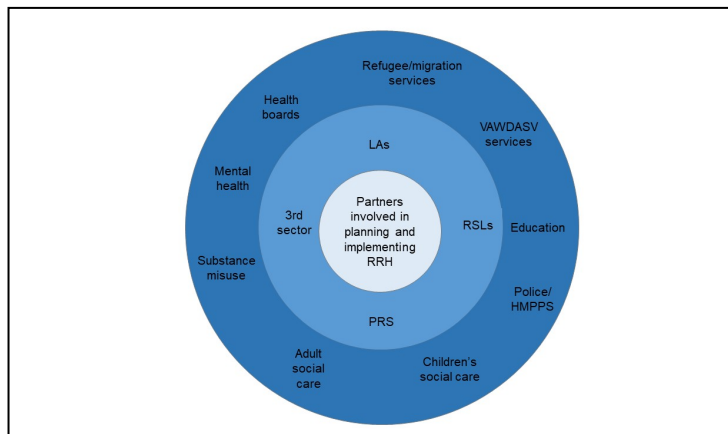 Refugee/migration
services
Health
boards
VAWDASV
services
LAs
Mental
health
Partners
involved in
planning and
implementing
RRH
3rd
sector
RSLs
Education
Substance
misuse
Police/
HMPPS
PRS
Adult
social
care
Children's
social care